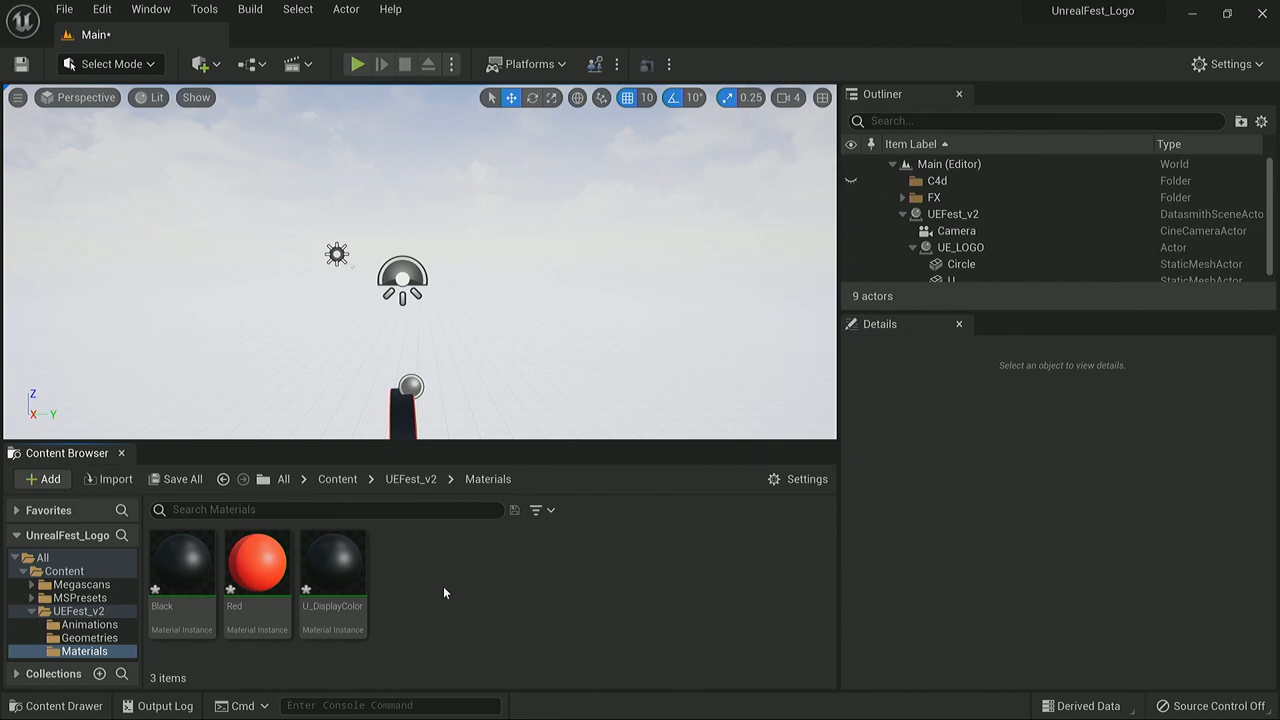 File Edit Window Tools Build Select Actor Help
UnrealFest_Logo
Main*
Select Mode
Platforms
Settings
Perspective
Lit
Show
10
10°
0.25
4
Z
X
Y
Outliner
Search...
Item Label
Type
Main (Editor) World
C4d Folder
FX Folder
UEFest_v2 DatasmithSceneActo
Camera CineCameraActor
UE_LOGO Actor
Circle StaticMeshActor
U StaticMeshActor
9 actors
Details
Select an object to view details.
Content Browser
Add
Import
Save All
All
Content
UEFest_v2
Materials
Settings
Favorites
UnrealFest_Logo
All
Content
Megascans
MSPresets
UEFest_v2
Animations
Geometries
Materials
Collections
Search Materials
Black
Material Instance
Red
Material Instance
U_DisplayColor
Material Instance
3 items
Content Drawer
Output Log
Cmd
Enter Console Command
Derived Data
Source Control Off